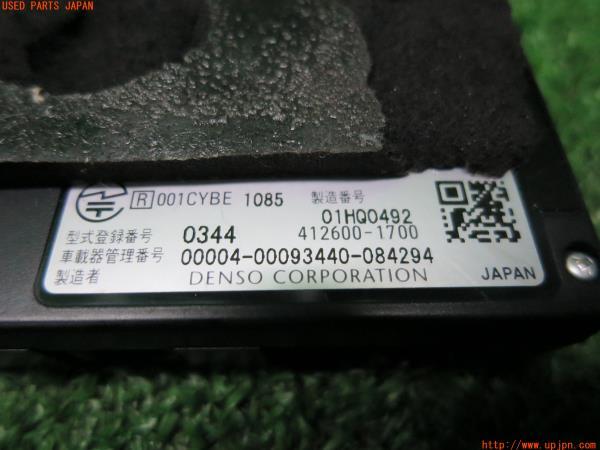 USED PARTS JAPAN
R 001CYBE 1085 製造番号
01HQ0492
型式登録番号 0344 412600-1700
車載器管理番号 00004-00093440-084294
製造者 DENSO CORPORATION JAPAN
http://www.upjpn.com/